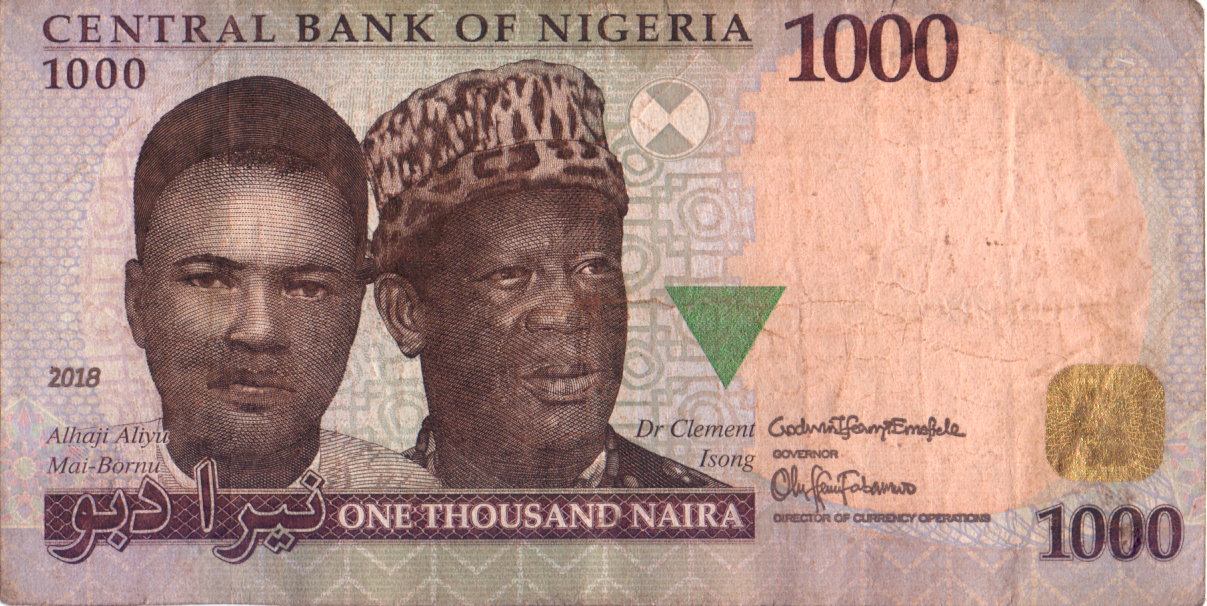 CENTRAL BANK OF NIGERIA
1000
1000
2018
Alhaji Aliyu
Mai-Bornu
Dr Clement
Isong
GodwinIfeanyiEmefiele
GOVERNOR
DIRECTOR OF CURRENCY OPERATIONS
نيرا دبو
ONE THOUSAND NAIRA
1000